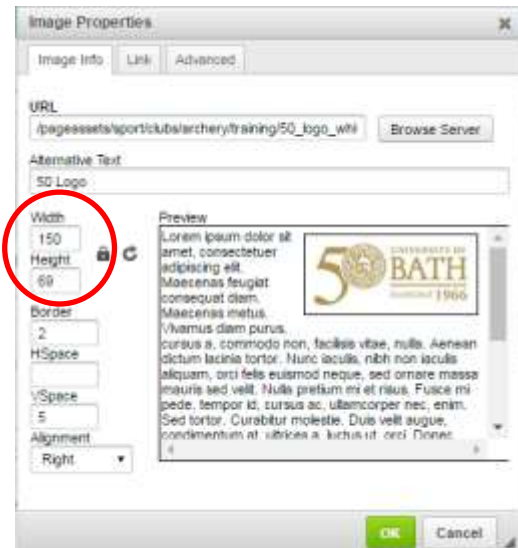 Image Properties
Image Info Link Advanced
URL
/pageassets/sport/clubs/archery/training/50_logo_whi
Browse Server
Alternative Text
50 Logo
Width
150
Height
69
Border
2
HSpace
VSpace
5
Alignment
Right
Preview
Lorem ipsum dolor sit
amet, consectetuer
adipiscing elit.
Maecenas feugiat
consequat diam.
Maecenas metus.
Vivamus diam purus,
cursus a, commodo non, facilisis vitae, nulla. Aenean
dictum lacinia tortor. Nunc iaculis, nibh non iaculis
aliquam, orci felis euismod neque, sed ornare massa
mauris sed velit. Nulla pretium mi et risus. Fusce mi
pede, tempor id, cursus ac, ullamcorper nec, enim.
Sed tortor. Curabitur molestie. Duis velit augue,
condimentum at, ultrices a, luctus ut, orci. Donec
50
UNIVERSITY OF
BATH
1966
OK Cancel